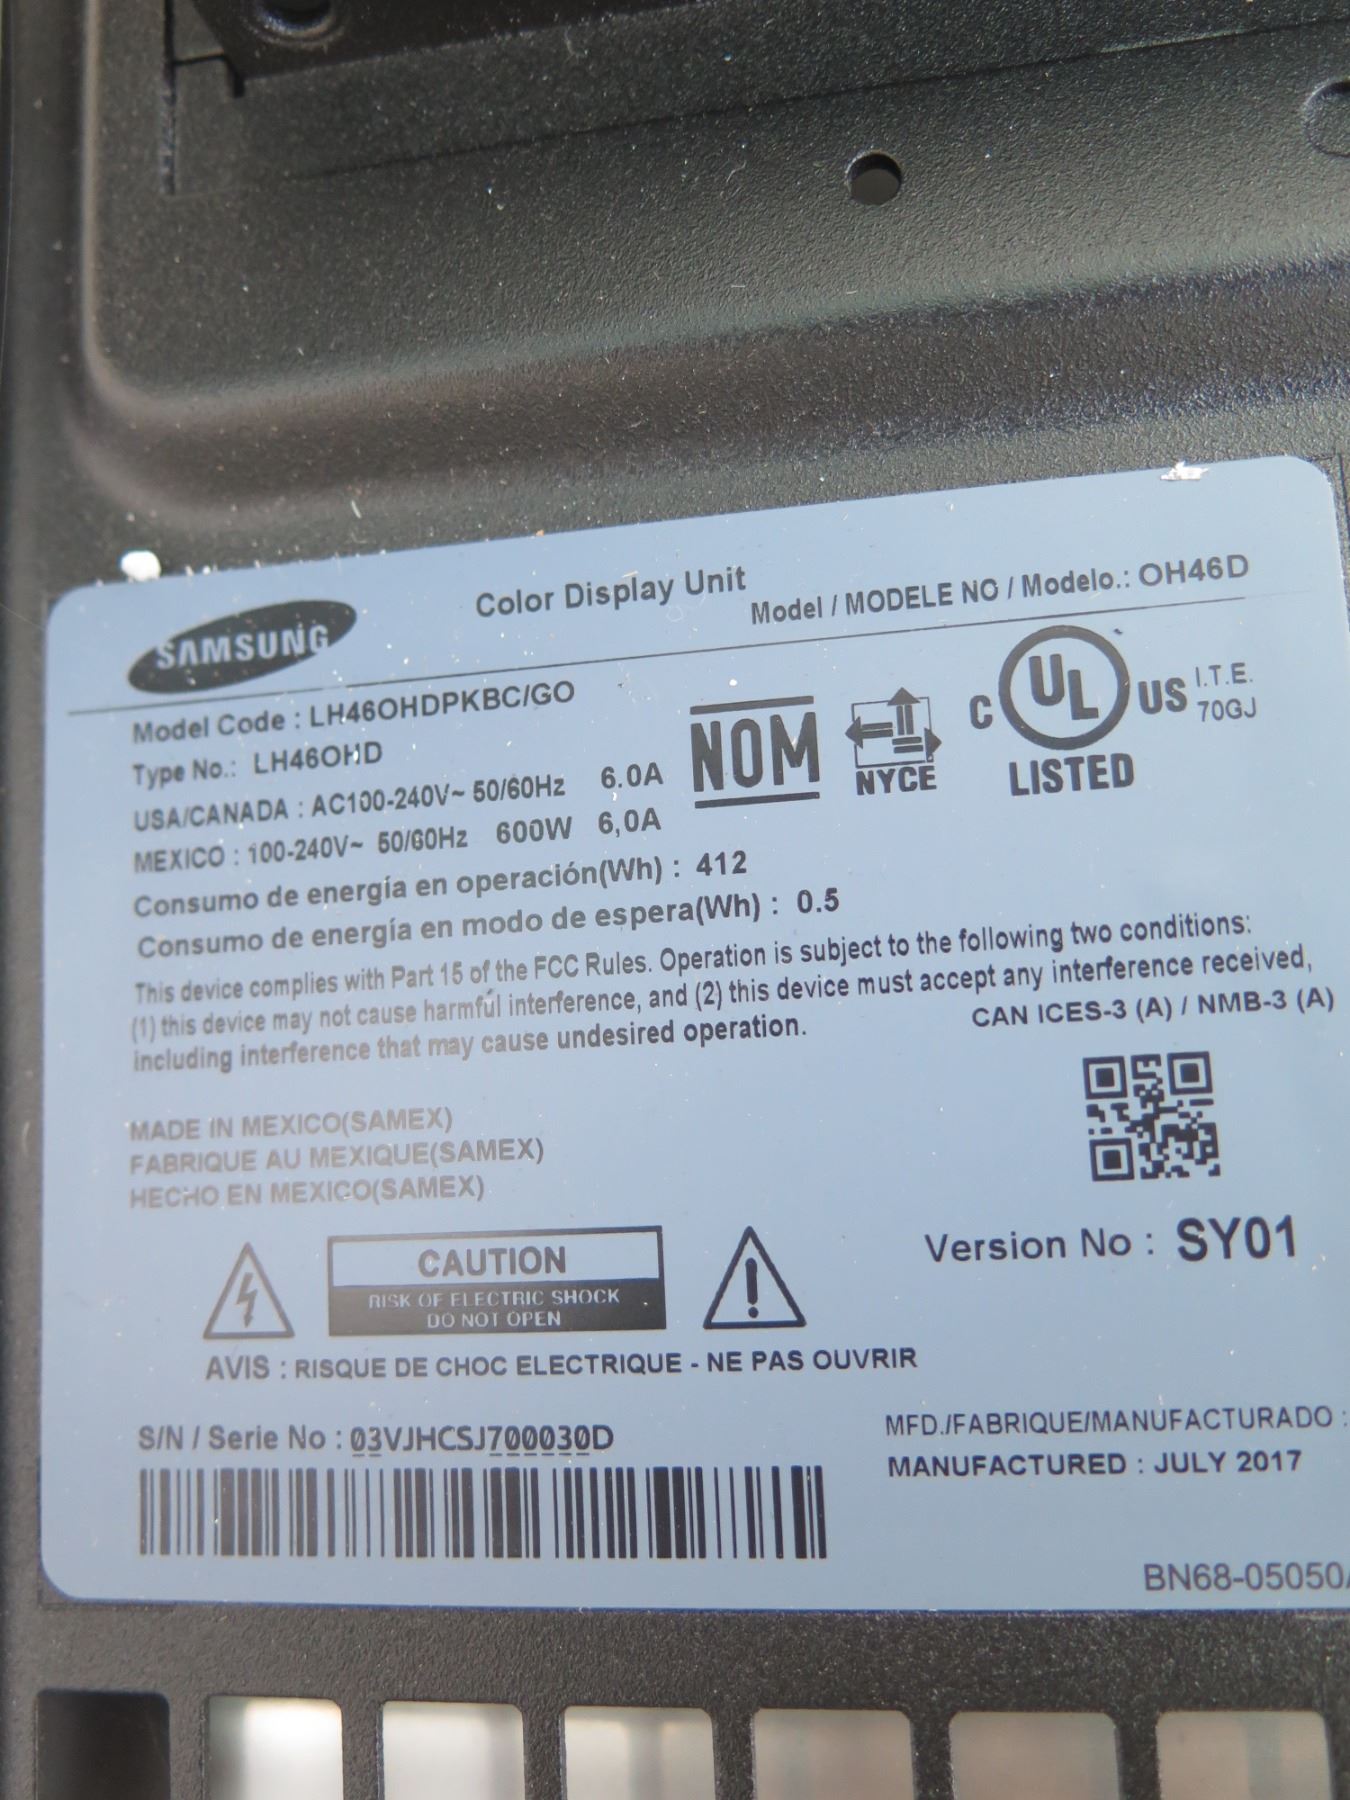 SAMSUNG
Color Display Unit
Model / MODELE NO / Modelo.: OH46D
Model Code : LH46OHDPKBC/GO
Type No.: LH46OHD
USA/CANADA : AC100-240V~ 50/60Hz 6.0A
MEXICO : 100-240V~ 50/60Hz 600W 6,0A
NOM
NYCE
C UL US
LISTED
I.T.E.
70GJ
Consumo de energía en operación(Wh) : 412
Consumo de energía en modo de espera(Wh) : 0.5
This device complies with Part 15 of the FCC Rules. Operation is subject to the following two conditions:
(1) this device may not cause harmful interference, and (2) this device must accept any interference received,
including interference that may cause undesired operation.
CAN ICES-3 (A) / NMB-3 (A)
MADE IN MEXICO(SAMEX)
FABRIQUE AU MEXIQUE(SAMEX)
HECHO EN MEXICO(SAMEX)
Version No : SY01
CAUTION
RISK OF ELECTRIC SHOCK
DO NOT OPEN
AVIS : RISQUE DE CHOC ELECTRIQUE - NE PAS OUVRIR
S/N / Serie No : 03VJHCSJ700030D
MFD./FABRIQUE/MANUFACTURADO :
MANUFACTURED : JULY 2017
BN68-05050A